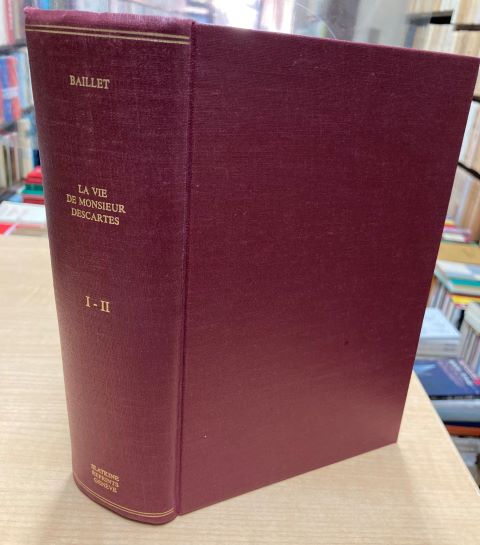 BAILLET
LA VIE
DE MONSIEUR
DESCARTES
I - II
SLATKINE
REPRINTS
GENÈVE